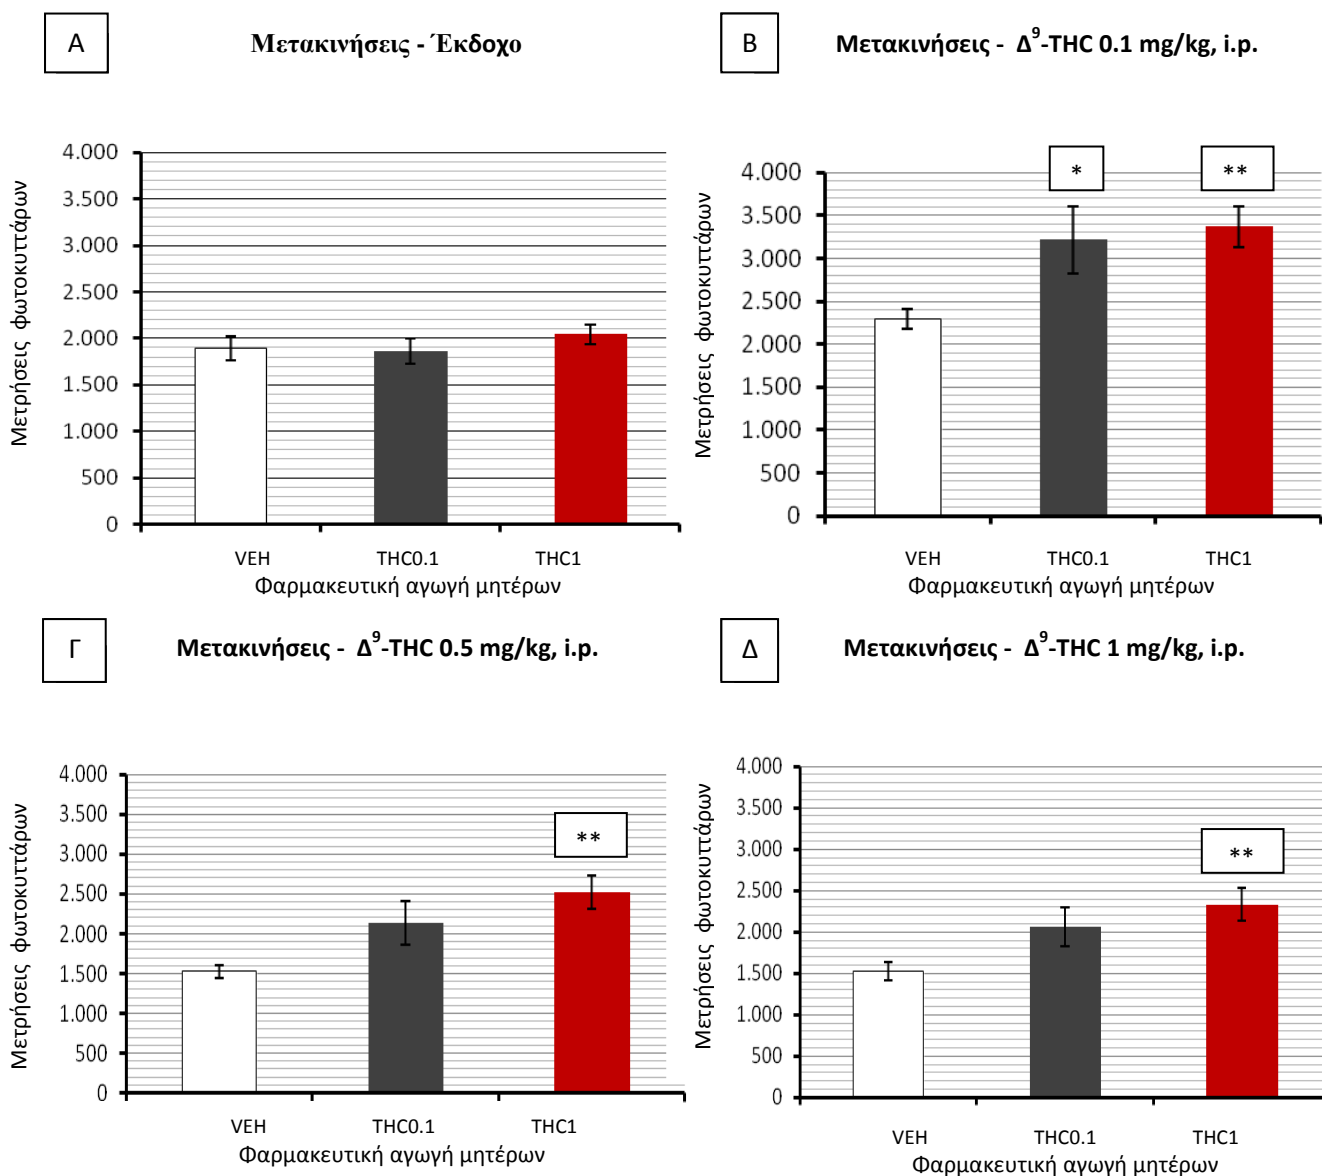 Α
Μετακινήσεις - Έκδοχο
Μετρήσεις φωτοκυττάρων
4.000
3.500
3.000
2.500
2.000
1.500
1.000
500
0
VEH THC0.1 THC1
Φαρμακευτική αγωγή μητέρων
Β
Μετακινήσεις - Δ⁹-THC 0.1 mg/kg, i.p.
Μετρήσεις φωτοκυττάρων
* **
4.000
3.500
3.000
2.500
2.000
1.500
1.000
500
0
VEH THC0.1 THC1
Φαρμακευτική αγωγή μητέρων
Γ
Μετακινήσεις - Δ⁹-THC 0.5 mg/kg, i.p.
Μετρήσεις φωτοκυττάρων
4.000
3.500
**
3.000
2.500
2.000
1.500
1.000
500
0
VEH THC0.1 THC1
Φαρμακευτική αγωγή μητέρων
Δ
Μετακινήσεις - Δ⁹-THC 1 mg/kg, i.p.
Μετρήσεις φωτοκυττάρων
4.000
3.500
3.000
**
2.500
2.000
1.500
1.000
500
0
VEH THC0.1 THC1
Φαρμακευτική αγωγή μητέρων